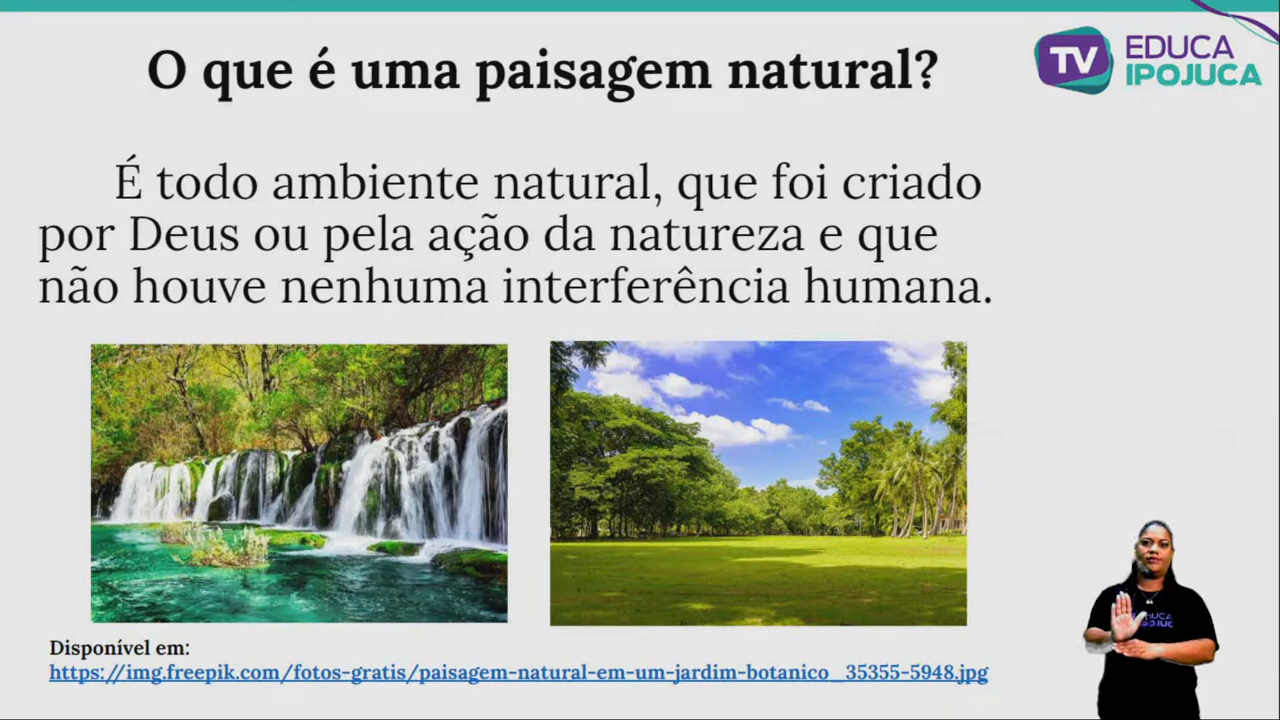 O que é uma paisagem natural?
TV EDUCA
IPOJUCA
É todo ambiente natural, que foi criado
por Deus ou pela ação da natureza e que
não houve nenhuma interferência humana.
Disponível em:
https://img.freepik.com/fotos-gratis/paisagem-natural-em-um-jardim-botanico_35355-5948.jpg